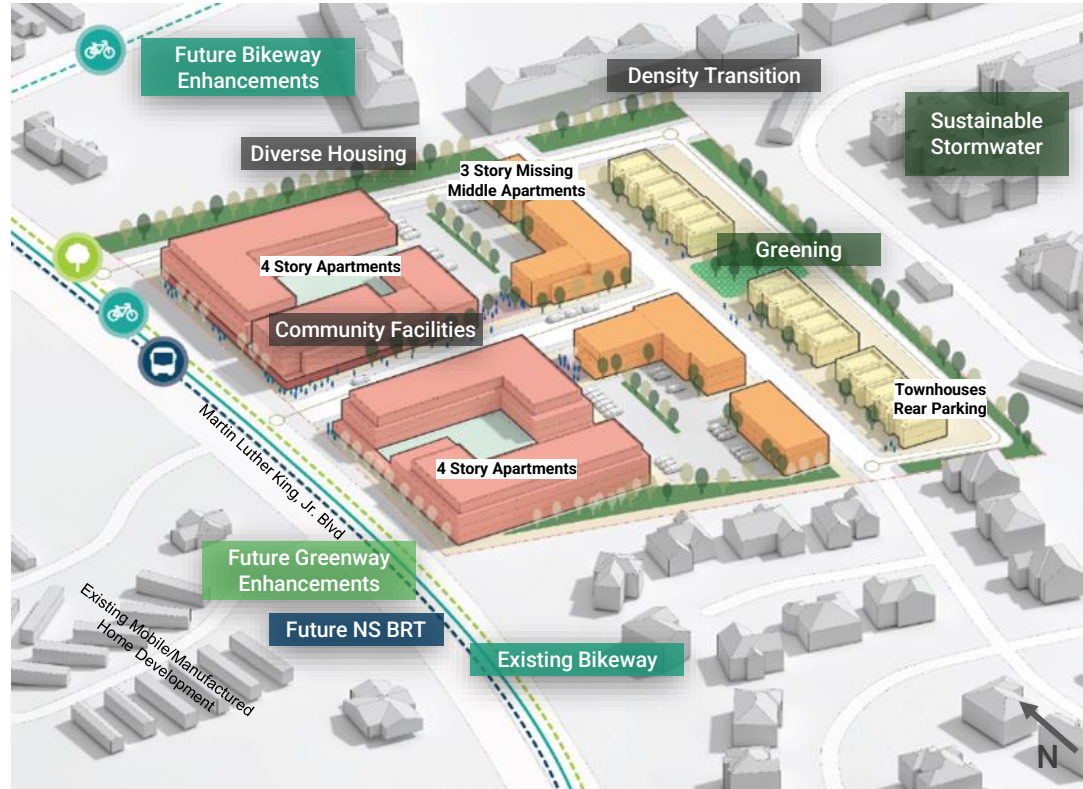 Future Bikeway
Enhancements
Density Transition
Sustainable
Stormwater
Diverse Housing
3 Story Missing
Middle Apartments
Greening
4 Story Apartments
Community Facilities
Townhouses
Rear Parking
4 Story Apartments
Martin Luther King, Jr. Blvd
Future Greenway
Enhancements
Existing Mobile/Manufactured
Home Development
Future NS BRT
Existing Bikeway
N